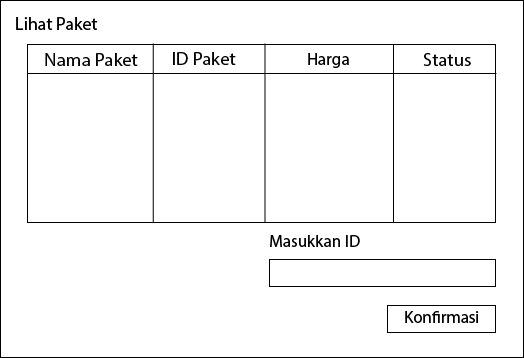 Lihat Paket
Nama Paket ID Paket Harga Status
Masukkan ID
Konfirmasi